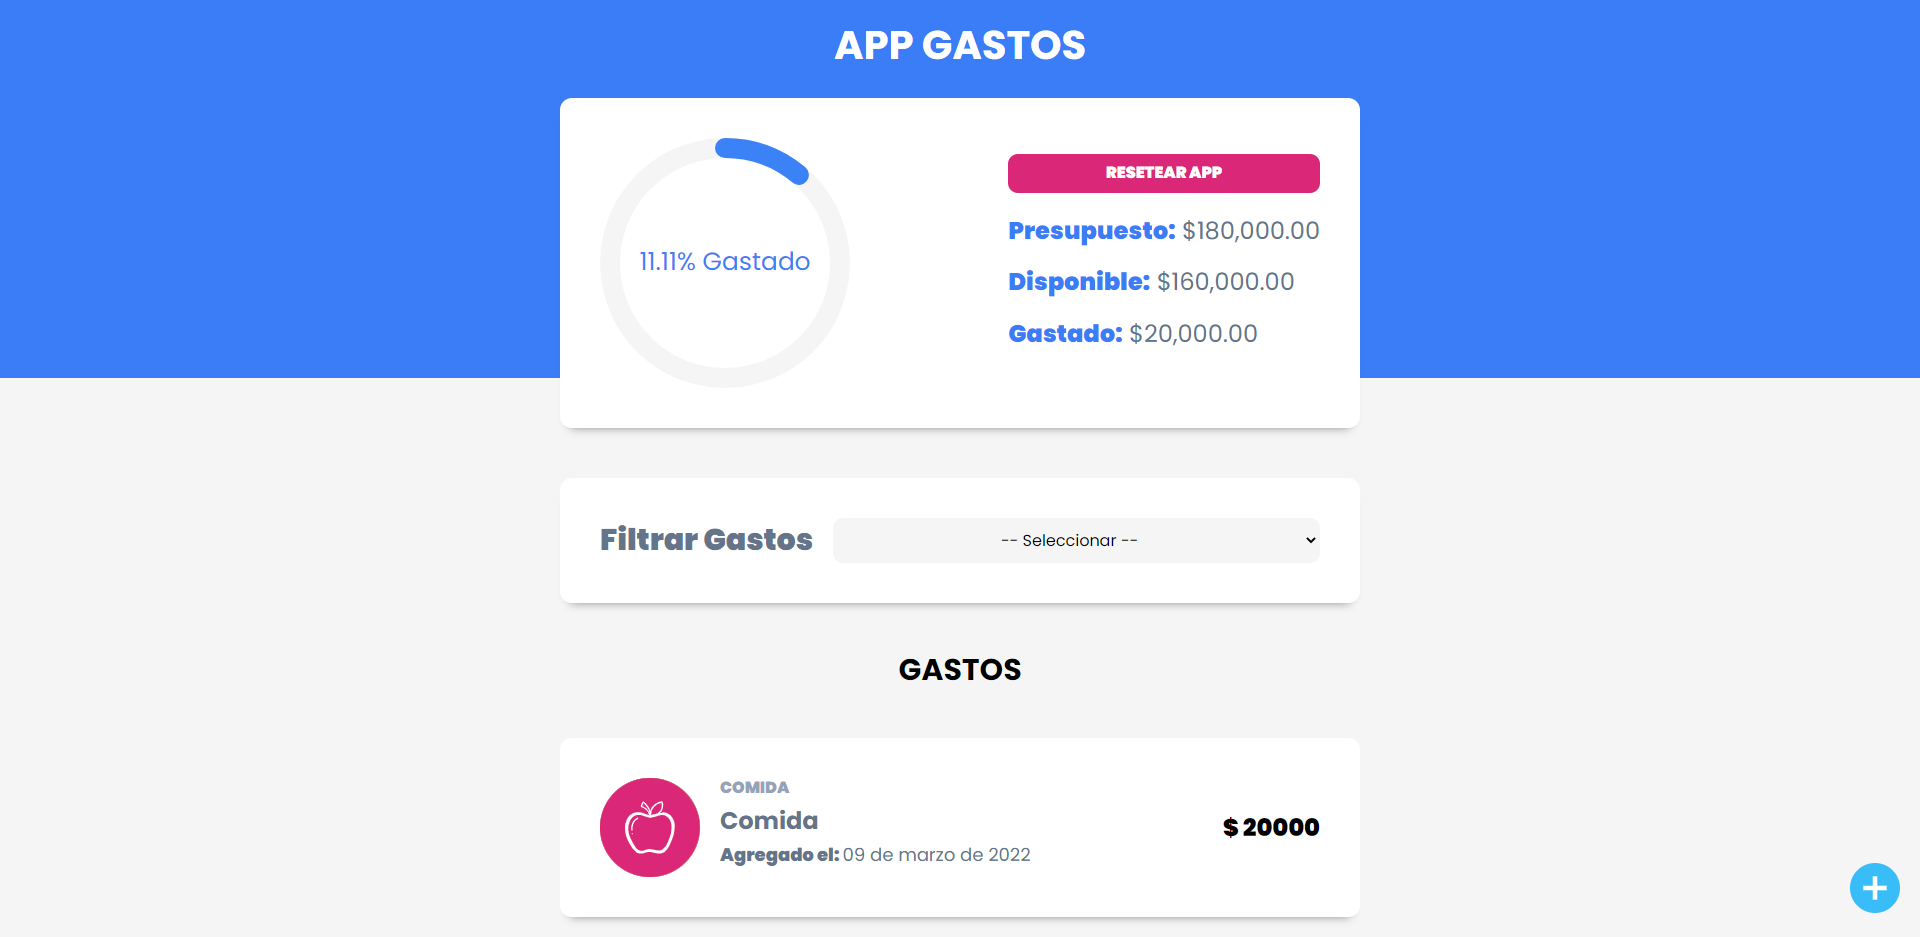 APP GASTOS
11.11% Gastado
RESETEAR APP
Presupuesto: $180,000.00
Disponible: $160,000.00
Gastado: $20,000.00
Filtrar Gastos
-- Seleccionar --
GASTOS
COMIDA
Comida
Agregado el: 09 de marzo de 2022
$ 20000